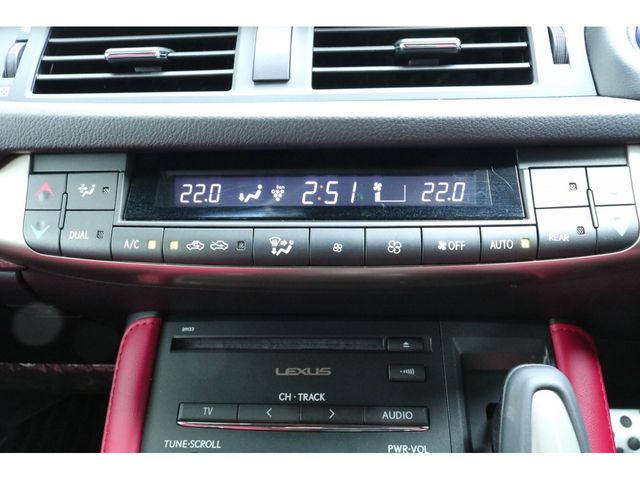 22.0 2:51 22.0
DUAL A/C OFF AUTO REAR
LEXUS
CH · TRACK
TV < > AUDIO
TUNE·SCROLL PWR·VOL